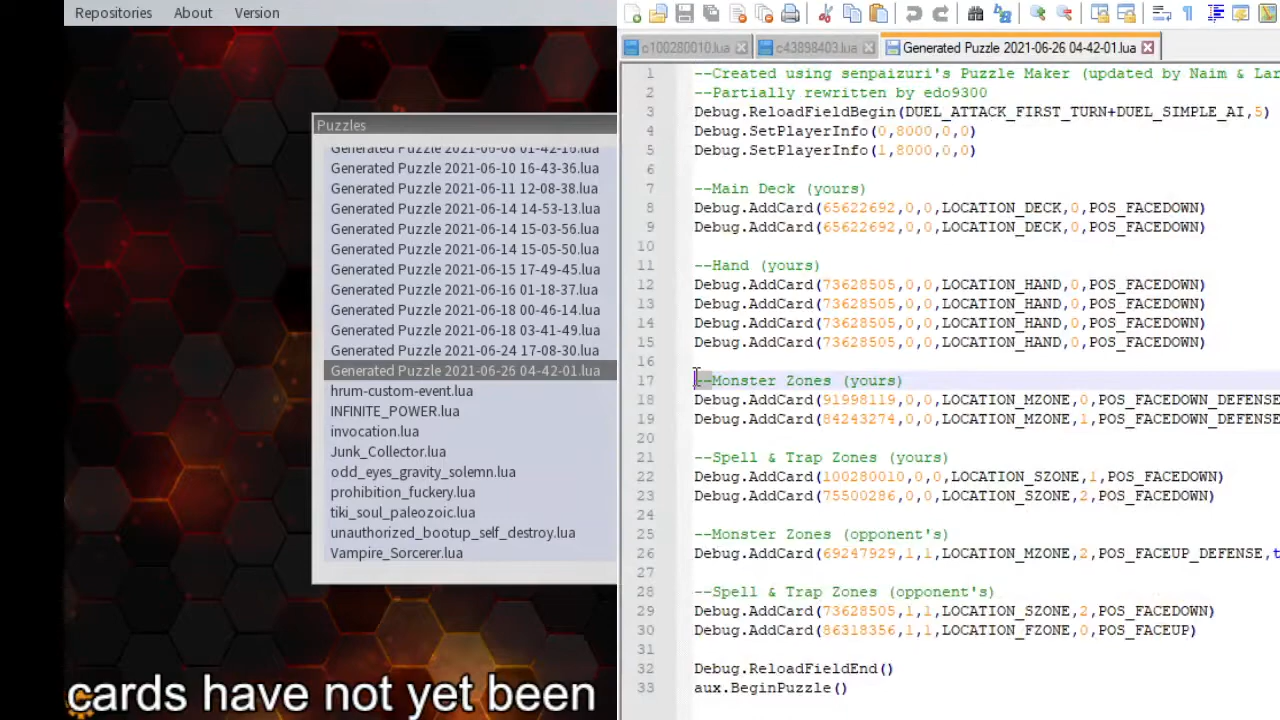 Repositories About Version
Puzzles
Generated Puzzle 2021-06-08 01-42-16.lua
Generated Puzzle 2021-06-10 16-43-36.lua
Generated Puzzle 2021-06-11 12-08-38.lua
Generated Puzzle 2021-06-14 14-53-13.lua
Generated Puzzle 2021-06-14 15-03-56.lua
Generated Puzzle 2021-06-14 15-05-50.lua
Generated Puzzle 2021-06-15 17-49-45.lua
Generated Puzzle 2021-06-16 01-18-37.lua
Generated Puzzle 2021-06-18 00-46-14.lua
Generated Puzzle 2021-06-18 03-41-49.lua
Generated Puzzle 2021-06-24 17-08-30.lua
Generated Puzzle 2021-06-26 04-42-01.lua
hrum-custom-event.lua
INFINITE_POWER.lua
invocation.lua
Junk_Collector.lua
odd_eyes_gravity_solemn.lua
prohibition_fuckery.lua
tiki_soul_paleozoic.lua
unauthorized_bootup_self_destroy.lua
Vampire_Sorcerer.lua
cards have not yet been
c100280010.lua c43898403.lua Generated Puzzle 2021-06-26 04-42-01.lua
1 --Created using senpaizuri's Puzzle Maker (updated by Naim & Lar
2 --Partially rewritten by edo9300
3 Debug.ReloadFieldBegin(DUEL_ATTACK_FIRST_TURN+DUEL_SIMPLE_AI,5)
4 Debug.SetPlayerInfo(0,8000,0,0)
5 Debug.SetPlayerInfo(1,8000,0,0)
6
7 --Main Deck (yours)
8 Debug.AddCard(65622692,0,0,LOCATION_DECK,0,POS_FACEDOWN)
9 Debug.AddCard(65622692,0,0,LOCATION_DECK,0,POS_FACEDOWN)
10
11 --Hand (yours)
12 Debug.AddCard(73628505,0,0,LOCATION_HAND,0,POS_FACEDOWN)
13 Debug.AddCard(73628505,0,0,LOCATION_HAND,0,POS_FACEDOWN)
14 Debug.AddCard(73628505,0,0,LOCATION_HAND,0,POS_FACEDOWN)
15 Debug.AddCard(73628505,0,0,LOCATION_HAND,0,POS_FACEDOWN)
16
17 --Monster Zones (yours)
18 Debug.AddCard(91998119,0,0,LOCATION_MZONE,0,POS_FACEDOWN_DEFENSE
19 Debug.AddCard(84243274,0,0,LOCATION_MZONE,1,POS_FACEDOWN_DEFENSE
20
21 --Spell & Trap Zones (yours)
22 Debug.AddCard(100280010,0,0,LOCATION_SZONE,1,POS_FACEDOWN)
23 Debug.AddCard(75500286,0,0,LOCATION_SZONE,2,POS_FACEDOWN)
24
25 --Monster Zones (opponent's)
26 Debug.AddCard(69247929,1,1,LOCATION_MZONE,2,POS_FACEUP_DEFENSE,t
27
28 --Spell & Trap Zones (opponent's)
29 Debug.AddCard(73628505,1,1,LOCATION_SZONE,2,POS_FACEDOWN)
30 Debug.AddCard(86318356,1,1,LOCATION_FZONE,0,POS_FACEUP)
31
32 Debug.ReloadFieldEnd()
33 aux.BeginPuzzle()